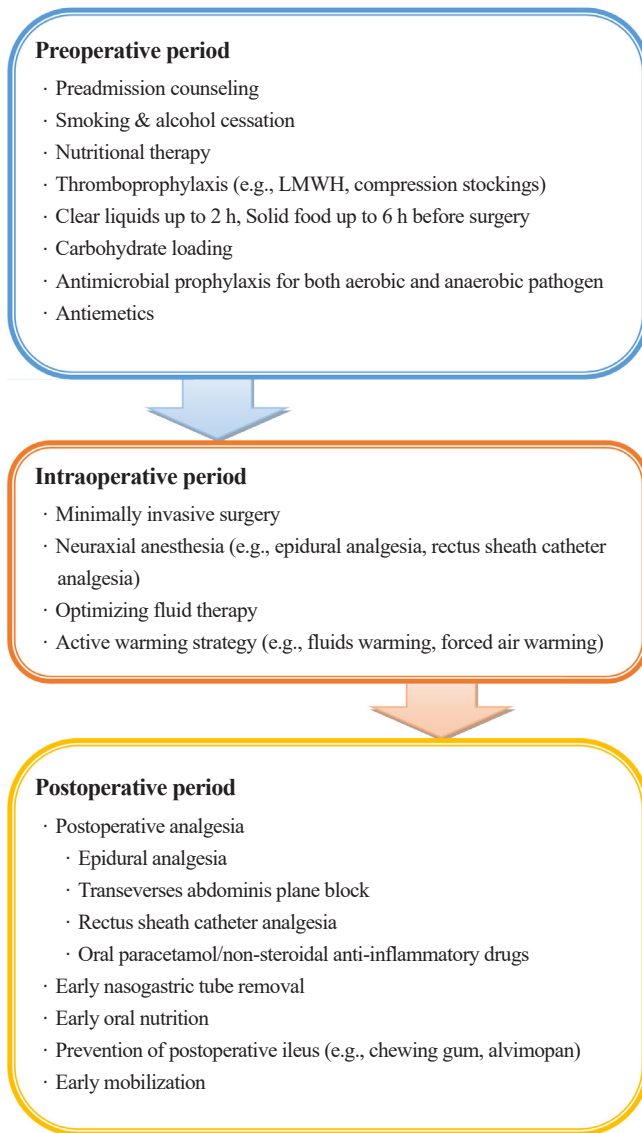 Preoperative period
· Preadmission counseling
· Smoking & alcohol cessation
· Nutritional therapy
· Thromboprophylaxis (e.g., LMWH, compression stockings)
· Clear liquids up to 2 h, Solid food up to 6 h before surgery
· Carbohydrate loading
· Antimicrobial prophylaxis for both aerobic and anaerobic pathogen
· Antiemetics
Intraoperative period
· Minimally invasive surgery
· Neuraxial anesthesia (e.g., epidural analgesia, rectus sheath catheter
analgesia)
· Optimizing fluid therapy
· Active warming strategy (e.g., fluids warming, forced air warming)
Postoperative period
· Postoperative analgesia
· Epidural analgesia
· Transeverses abdominis plane block
· Rectus sheath catheter analgesia
· Oral paracetamol/non-steroidal anti-inflammatory drugs
· Early nasogastric tube removal
· Early oral nutrition
· Prevention of postoperative ileus (e.g., chewing gum, alvimopan)
· Early mobilization